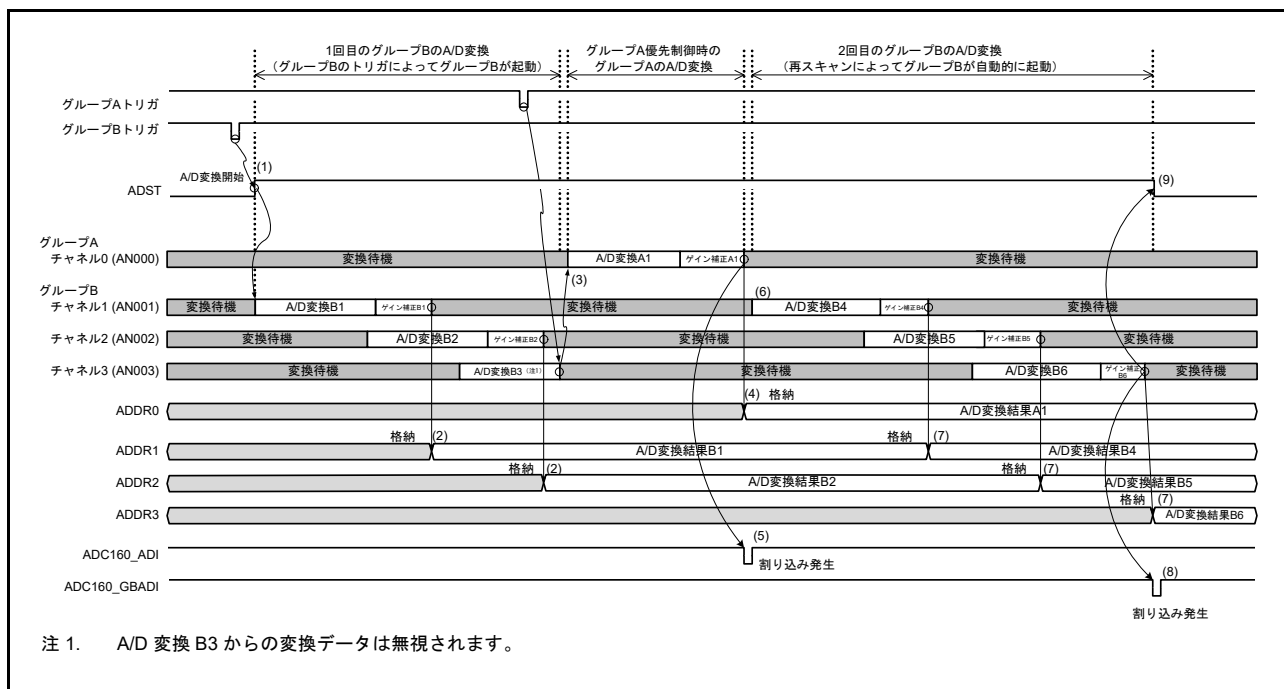 1回目のグループBのA/D変換
（グループBのトリガによってグループBが起動）
グループA優先制御時の
グループAのA/D変換
2回目のグループBのA/D変換
（再スキャンによってグループBが自動的に起動）
グループAトリガ
グループBトリガ
A/D変換開始
(1)
(9)
ADST
グループA
チャネル0 (AN000)
変換待機
A/D変換A1
ゲイン補正A1
変換待機
(3)
グループB
(6)
チャネル1 (AN001)
変換待機
A/D変換B1
ゲイン補正B1
変換待機
A/D変換B4
ゲイン補正B4
変換待機
チャネル2 (AN002)
変換待機
A/D変換B2
ゲイン補正B2
変換待機
A/D変換B5
ゲイン補正B5
変換待機
チャネル3 (AN003)
変換待機
A/D変換B3（注1）
変換待機
A/D変換B6
ゲイン補正
B6
変換待機
(4) 格納
ADDR0
A/D変換結果A1
格納 (2)
格納 (7)
ADDR1
A/D変換結果B1
A/D変換結果B4
格納 (2)
格納 (7)
ADDR2
A/D変換結果B2
A/D変換結果B5
格納 (7)
ADDR3
A/D変換結果B6
(5)
ADC160_ADI
割り込み発生
(8)
ADC160_GBADI
割り込み発生
注 1. A/D 変換 B3 からの変換データは無視されます。